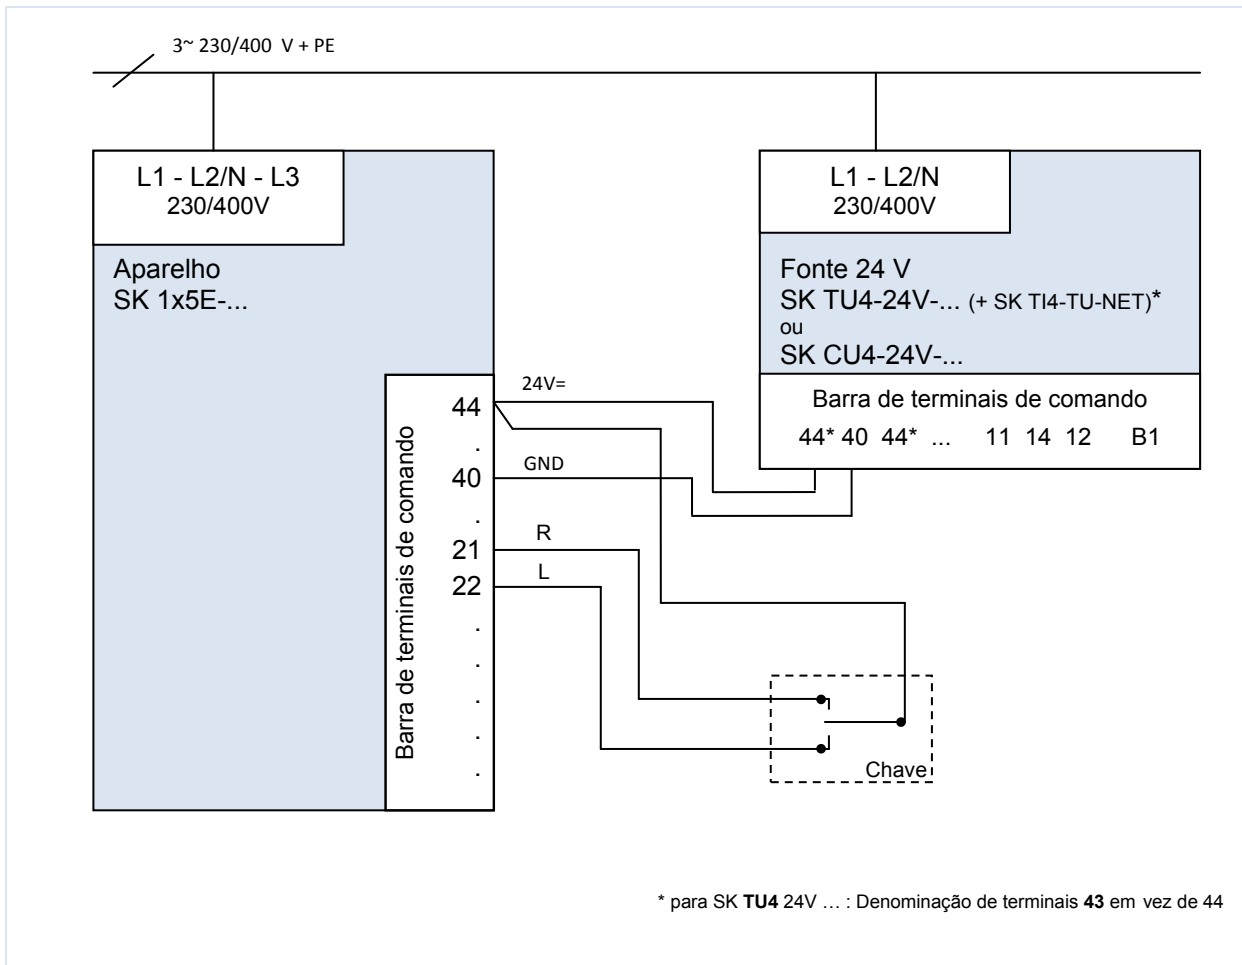 3~ 230/400 V + PE
L1 - L2/N - L3
230/400V
Aparelho
SK 1x5E-...
Barra de terminais de comando
44
.
40
.
21
22
.
.
.
.
.
24V=
GND
R
L
L1 - L2/N
230/400V
Fonte 24 V
SK TU4-24V-... (+ SK TI4-TU-NET)*
ou
SK CU4-24V-...
Barra de terminais de comando
44* 40 44* ... 11 14 12 B1
Chave
* para SK TU4 24V ... : Denominação de terminais 43 em vez de 44